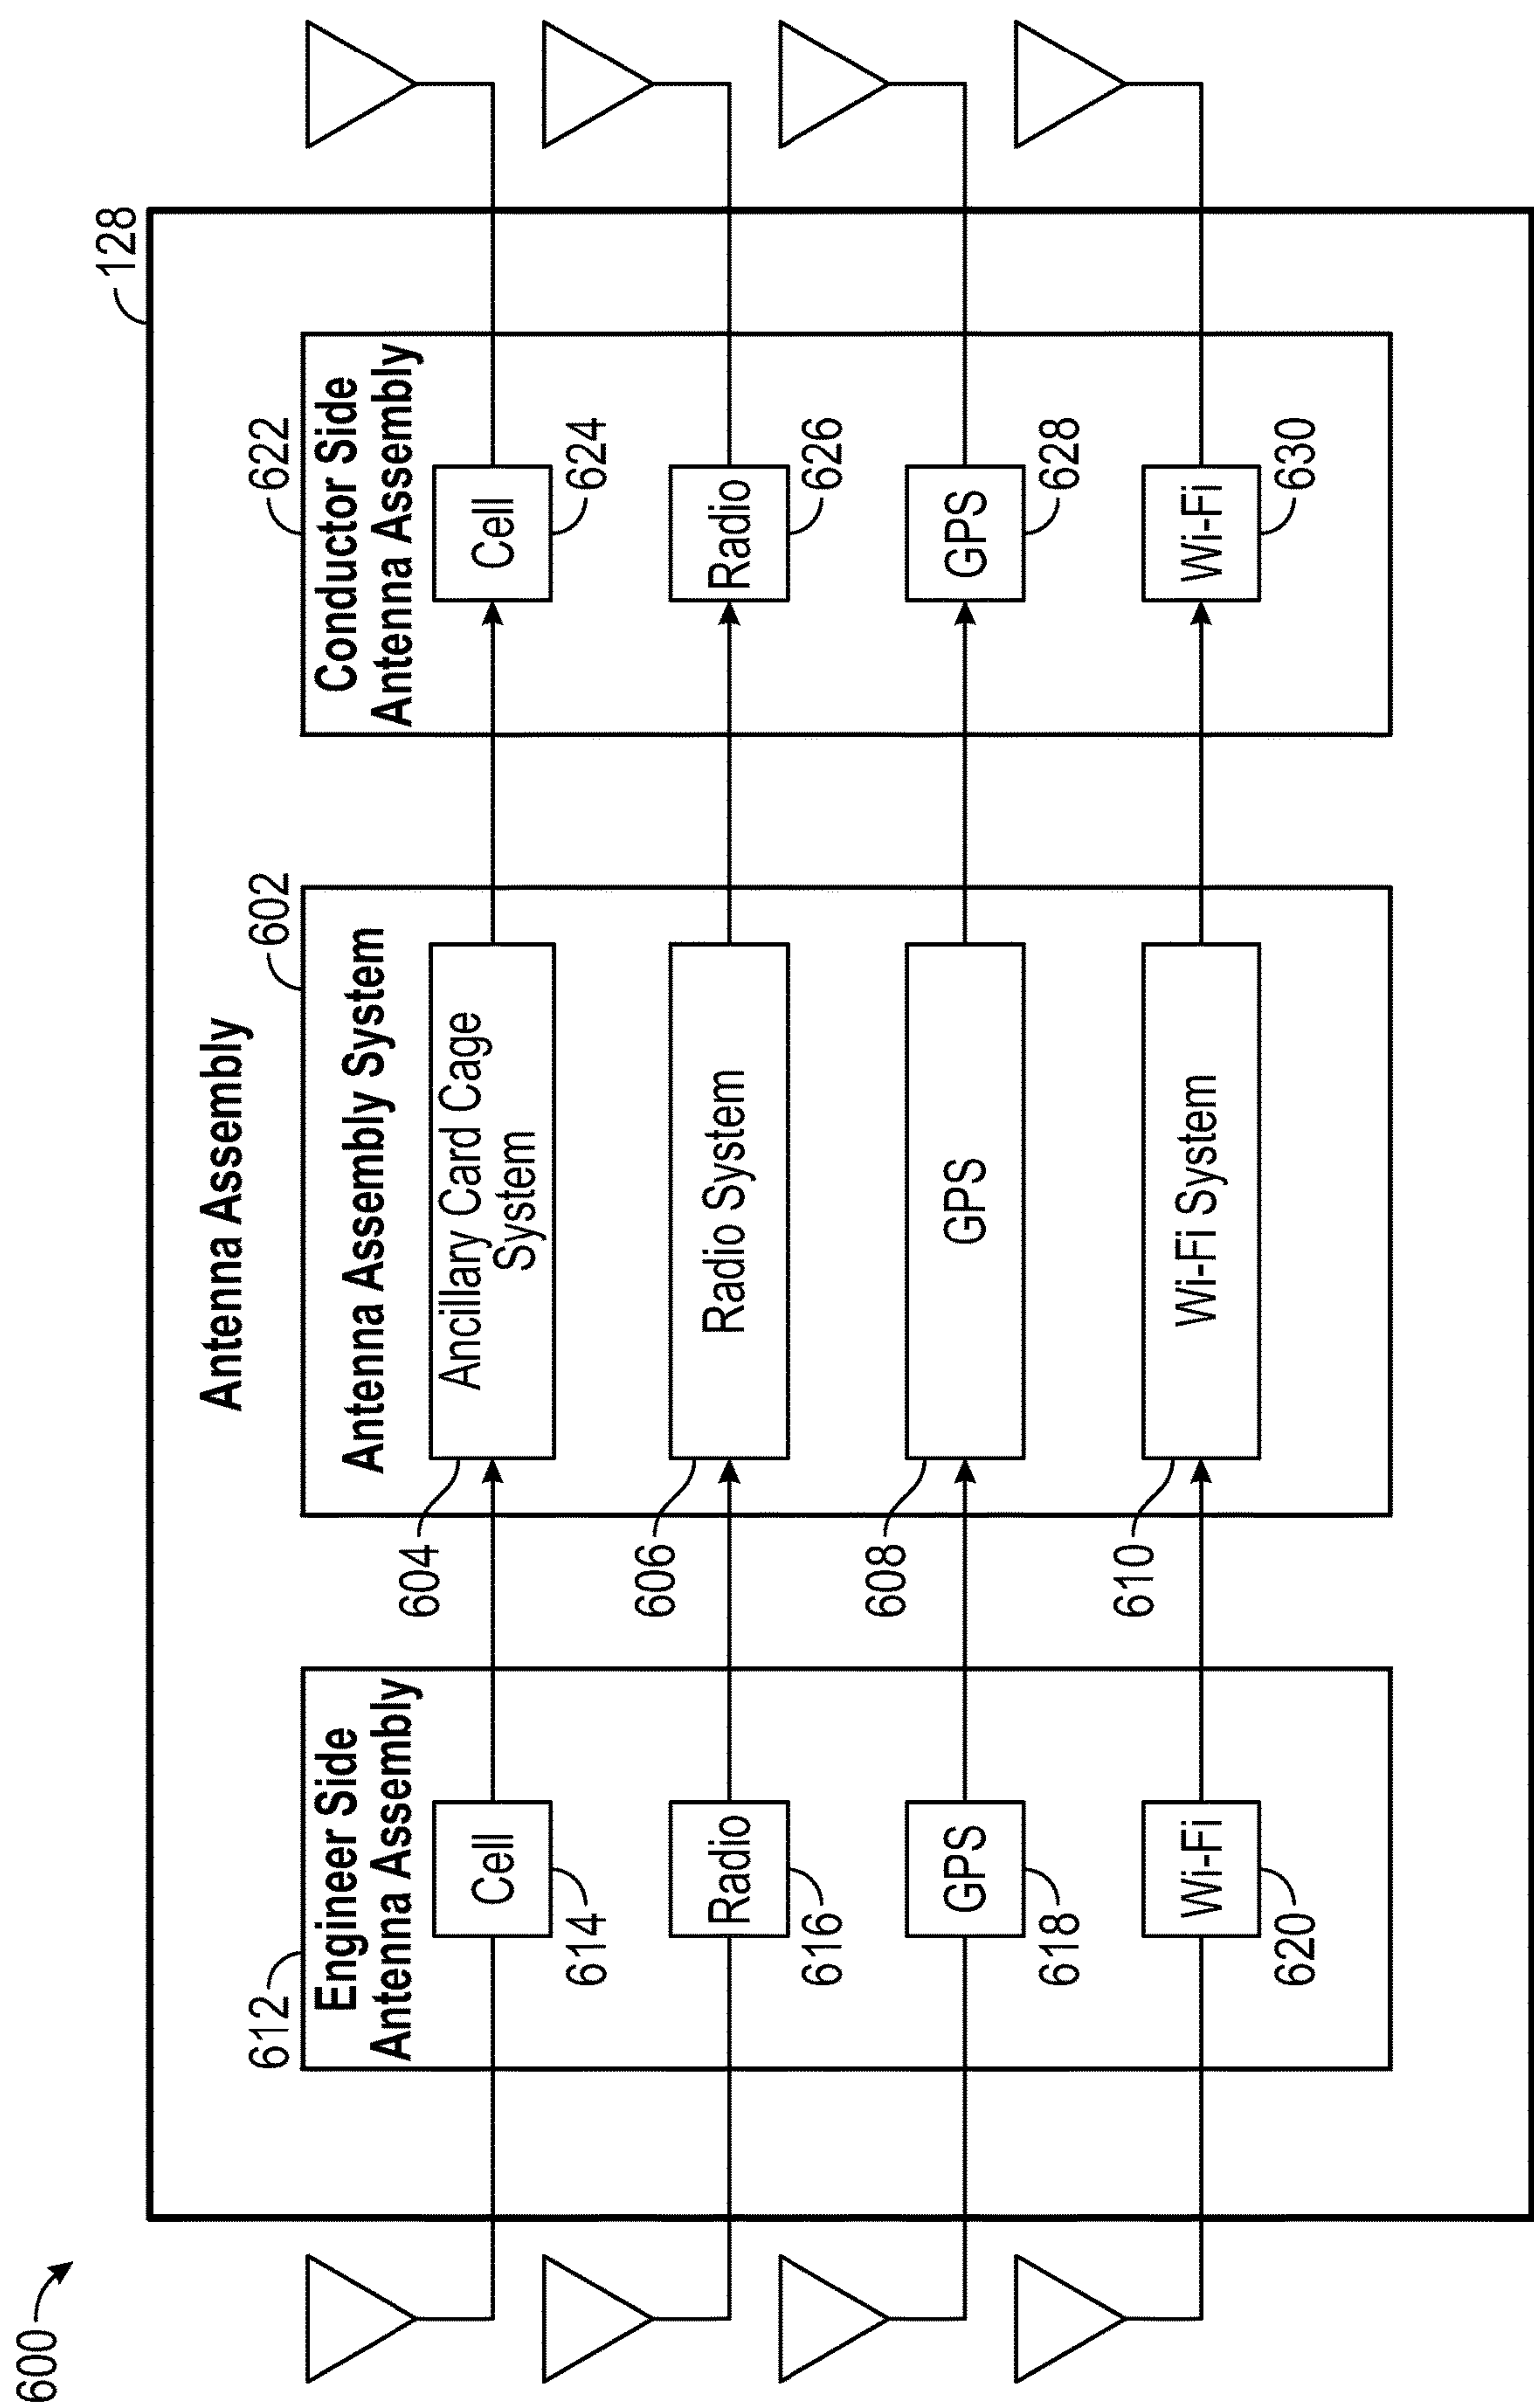 600
128
Antenna Assembly
612
Engineer Side
Antenna Assembly
Cell
614
Radio
616
GPS
618
Wi-Fi
620
602
Antenna Assembly System
604
Ancillary Card Cage
System
606
Radio System
608
GPS
610
Wi-Fi System
622
Conductor Side
Antenna Assembly
Cell
624
Radio
626
GPS
628
Wi-Fi
630